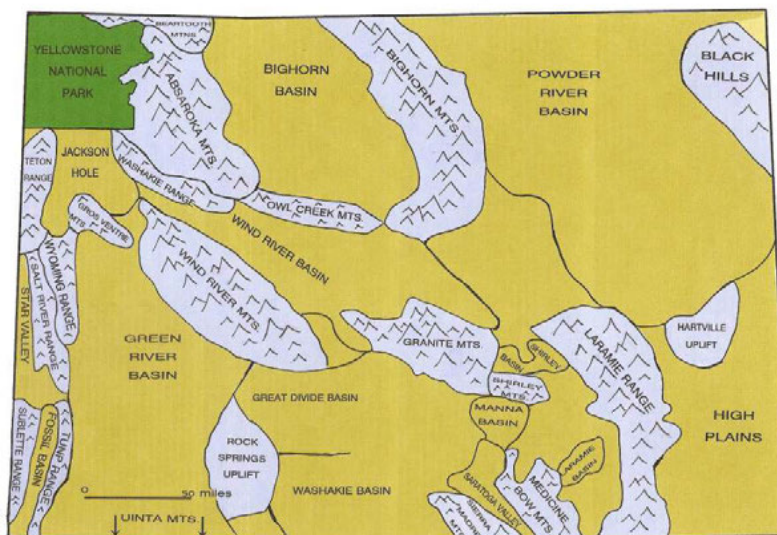 BEARTOOTH
MTNS.
YELLOWSTONE
NATIONAL
PARK
ABSAROKA MTS.
BIGHORN
BASIN
BIGHORN MTS.
POWDER
RIVER
BASIN
BLACK
HILLS
TETON
RANGE
JACKSON
HOLE
WASHAKIE RANGE
OWL CREEK MTS.
GROS VENTRE
MTS.
WIND RIVER BASIN
WYOMING RANGE
SALT RIVER RANGE
STAR VALLEY
WIND RIVER MTS.
GREEN
RIVER
BASIN
GRANITE MTS.
SHIRLEY
BASIN
SHIRLEY
MTS.
LARAMIE RANGE
HARTVILLE
UPLIFT
GREAT DIVIDE BASIN
MANNA
BASIN
HIGH
PLAINS
SUBLETTE RANGE
FOSSIL BASIN
TUNP RANGE
ROCK
SPRINGS
UPLIFT
WASHAKIE BASIN
SARATOGA VALLEY
LARAMIE
BASIN
MEDICINE
BOW MTS.
SIERRA
MADRE
MTNS.
0
50 miles
UINTA MTS.